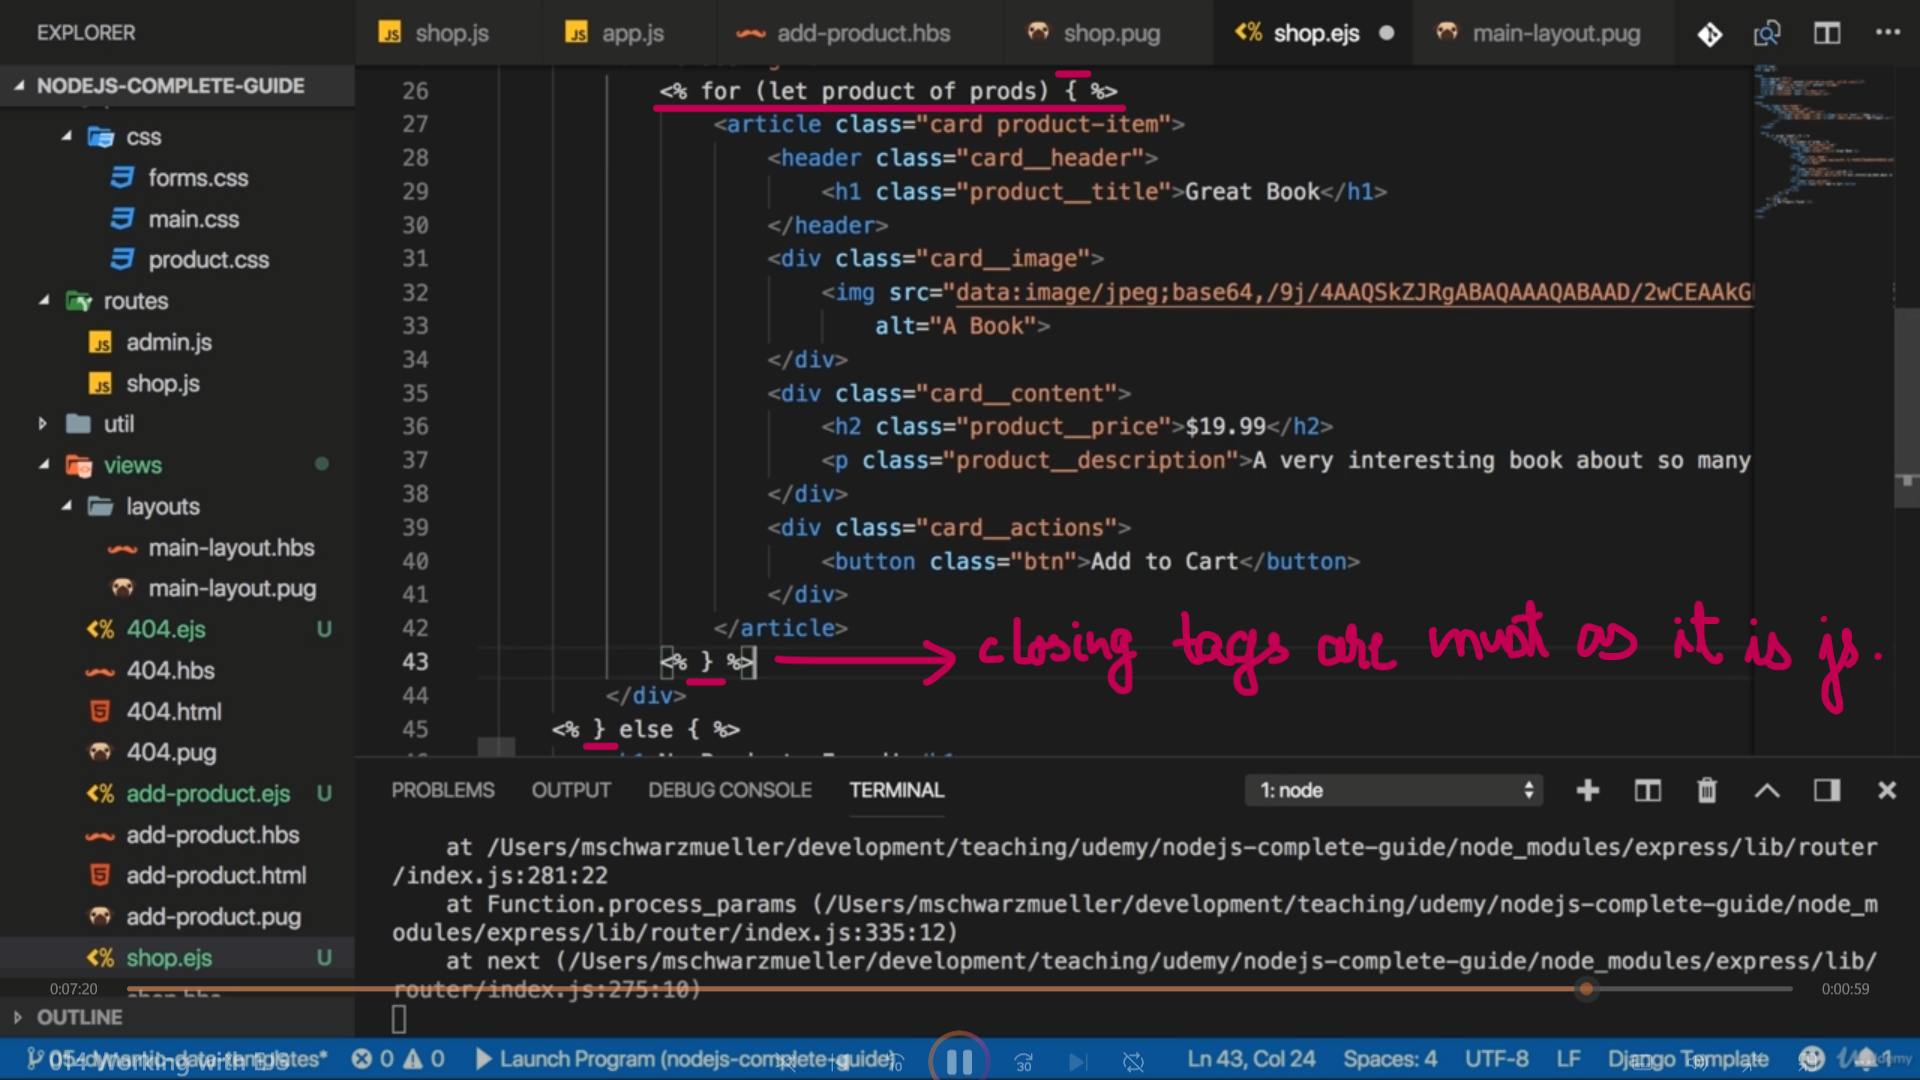 EXPLORER
shop.js
app.js
add-product.hbs
shop.pug
shop.ejs
main-layout.pug
NODEJS-COMPLETE-GUIDE
css
forms.css
main.css
product.css
routes
admin.js
shop.js
util
views
layouts
main-layout.hbs
main-layout.pug
404.ejs U
404.hbs
404.html
404.pug
add-product.ejs U
add-product.hbs
add-product.html
add-product.pug
shop.ejs U
OUTLINE
26 <% for (let product of prods) { %>
27 <article class="card product-item">
28 <header class="card__header">
29 <h1 class="product__title">Great Book</h1>
30 </header>
31 <div class="card__image">
32 <img src="data:image/jpeg;base64,/9j/4AAQSkZJRgABAQAAAQABAAD/2wCEAAkG
33 alt="A Book">
34 </div>
35 <div class="card__content">
36 <h2 class="product__price">$19.99</h2>
37 <p class="product__description">A very interesting book about so many
38 </div>
39 <div class="card__actions">
40 <button class="btn">Add to Cart</button>
41 </div>
42 </article>
43 <% } %> → closing tags are must as it is js.
44 </div>
45 <% } else { %>
PROBLEMS OUTPUT DEBUG CONSOLE TERMINAL 1: node
at /Users/mschwarzmueller/development/teaching/udemy/nodejs-complete-guide/node_modules/express/lib/router
/index.js:281:22
at Function.process_params (/Users/mschwarzmueller/development/teaching/udemy/nodejs-complete-guide/node_m
odules/express/lib/router/index.js:335:12)
at next (/Users/mschwarzmueller/development/teaching/udemy/nodejs-complete-guide/node_modules/express/lib/
router/index.js:275:10)
0:07:20
0:00:59
0 0 Launch Program (nodejs-complete-guide) 10 30 Ln 43, Col 24 Spaces: 4 UTF-8 LF Django Template 1